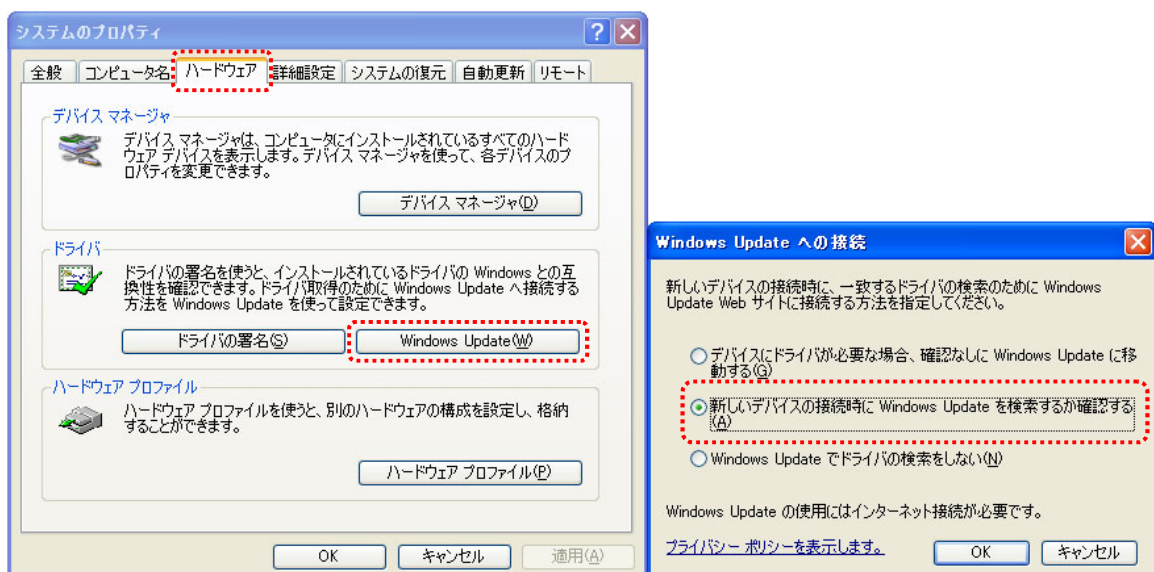 システムのプロパティ
全般 コンピュータ名 ハードウェア 詳細設定 システムの復元 自動更新 リモート
デバイス マネージャ
デバイス マネージャは、コンピュータにインストールされているすべてのハード
ウェア デバイスを表示します。デバイス マネージャを使って、各デバイスのプ
ロパティを変更できます。
デバイス マネージャ(D)
ドライバ
ドライバの署名を使うと、インストールされているドライバの Windows との互
換性を確認できます。ドライバ取得のために Windows Update へ接続する
方法を Windows Update を使って設定できます。
ドライバの署名(S) Windows Update(W)
ハードウェア プロファイル
ハードウェア プロファイルを使うと、別のハードウェアの構成を設定し、格納
することができます。
ハードウェア プロファイル(P)
OK キャンセル 適用(A)
Windows Update への接続
新しいデバイスの接続時に、一致するドライバの検索のために Windows
Update Web サイトに接続する方法を指定してください。
デバイスにドライバが必要な場合、確認なしに Windows Update に移
動する(G)
新しいデバイスの接続時に Windows Update を検索するか確認する
(A)
Windows Update でドライバの検索をしない(N)
Windows Update の使用にはインターネット接続が必要です。
プライバシー ポリシーを表示します。 OK キャンセル